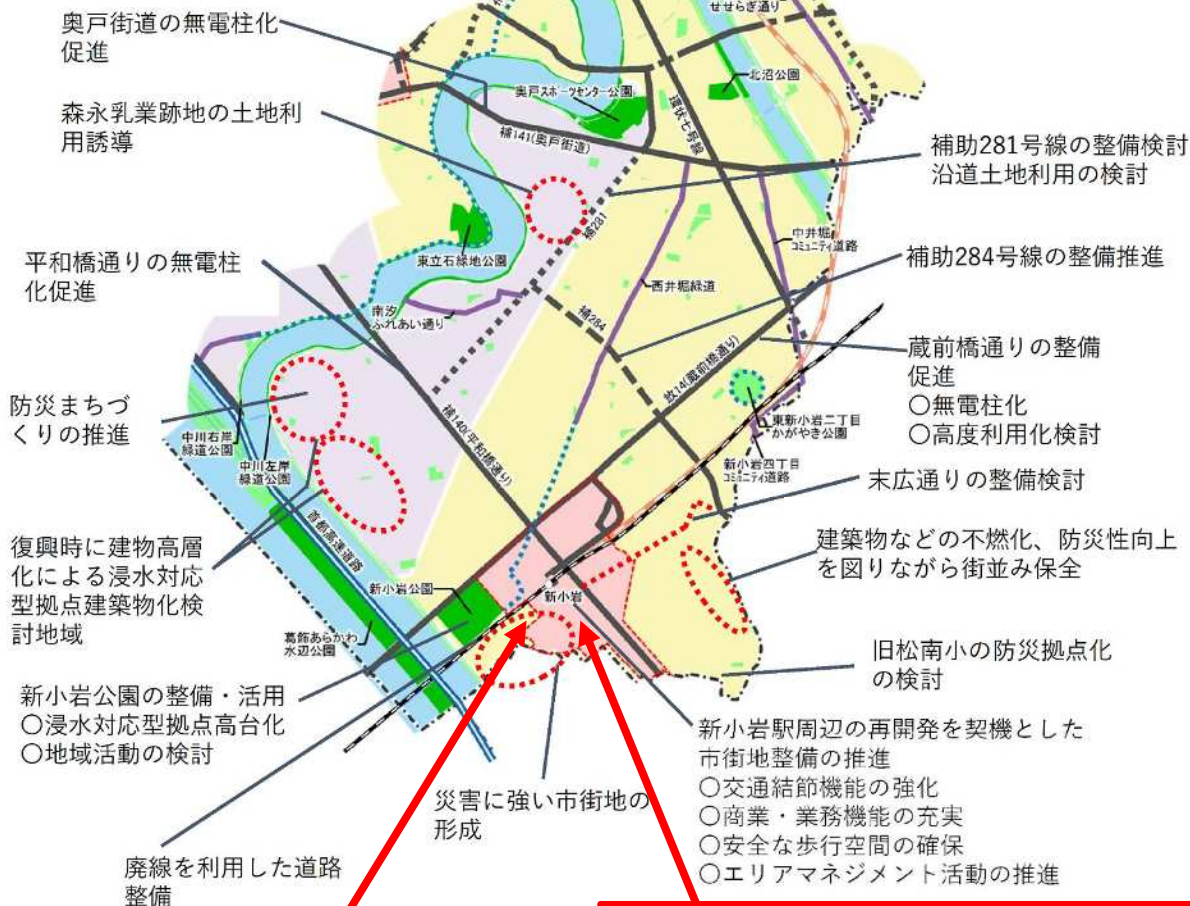 奥戸街道の無電柱化
促進
森永乳業跡地の土地利
用誘導
平和橋通りの無電柱
化促進
防災まちづ
くりの推進
復興時に建物高層
化による浸水対応
型拠点建築物化検
討地域
新小岩公園の整備・活用
〇浸水対応型拠点高台化
〇地域活動の検討
廃線を利用した道路
整備
災害に強い市街地の
形成
せせらぎ通り
北沼公園
奥戸スポーツセンター公園
環状七号線
補141(奥戸街道)
補281
東立石緑地公園
南汐
ふれあい通り
西井堀緑道
中井堀
コミュニティ道路
補284
放14(蔵前橋通り)
補140(平和橋通り)
東新小岩二丁目
かがやき公園
新小岩四丁目
コミュニティ道路
中川右岸
緑道公園
中川左岸
緑道公園
首都高速道路
新小岩公園
新小岩
葛飾あらかわ
水辺公園
補助281号線の整備検討
沿道土地利用の検討
補助284号線の整備推進
蔵前橋通りの整備
促進
〇無電柱化
〇高度利用化検討
末広通りの整備検討
建築物などの不燃化、防災性向上
を図りながら街並み保全
旧松南小の防災拠点化
の検討
新小岩駅周辺の再開発を契機とした
市街地整備の推進
〇交通結節機能の強化
〇商業・業務機能の充実
〇安全な歩行空間の確保
〇エリアマネジメント活動の推進